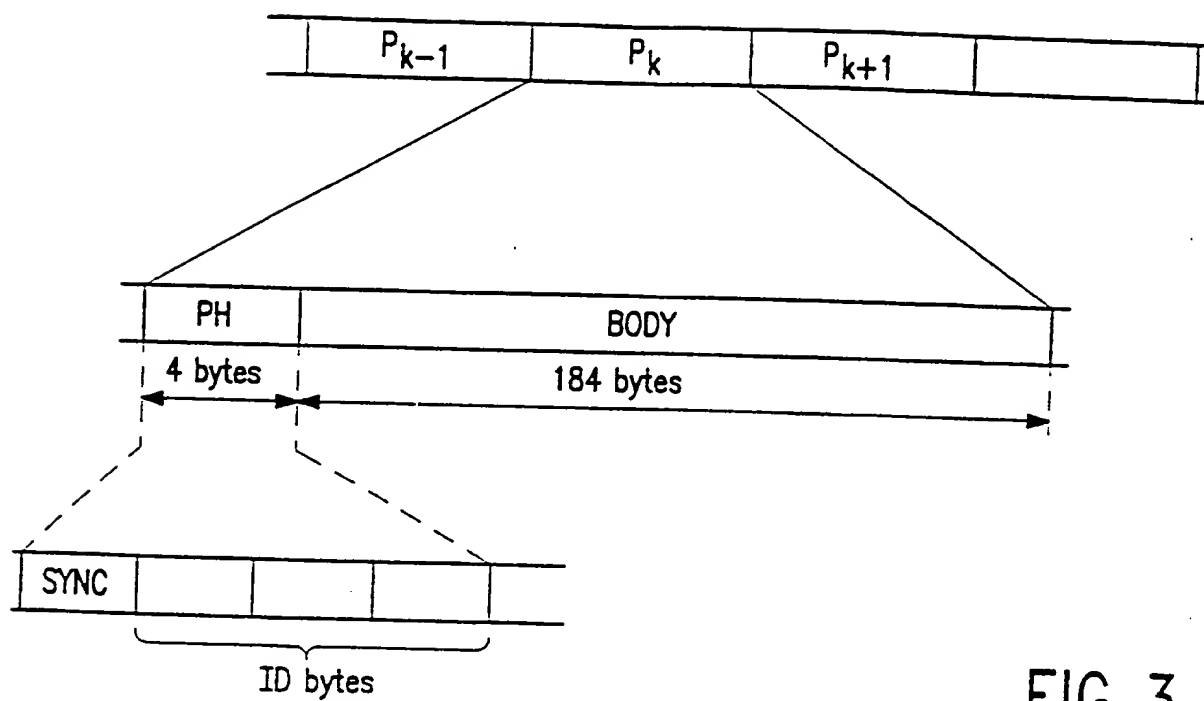 P_{k-1} P_k P_{k+1}
PH BODY
4 bytes 184 bytes
SYNC
ID bytes
FIG. 3